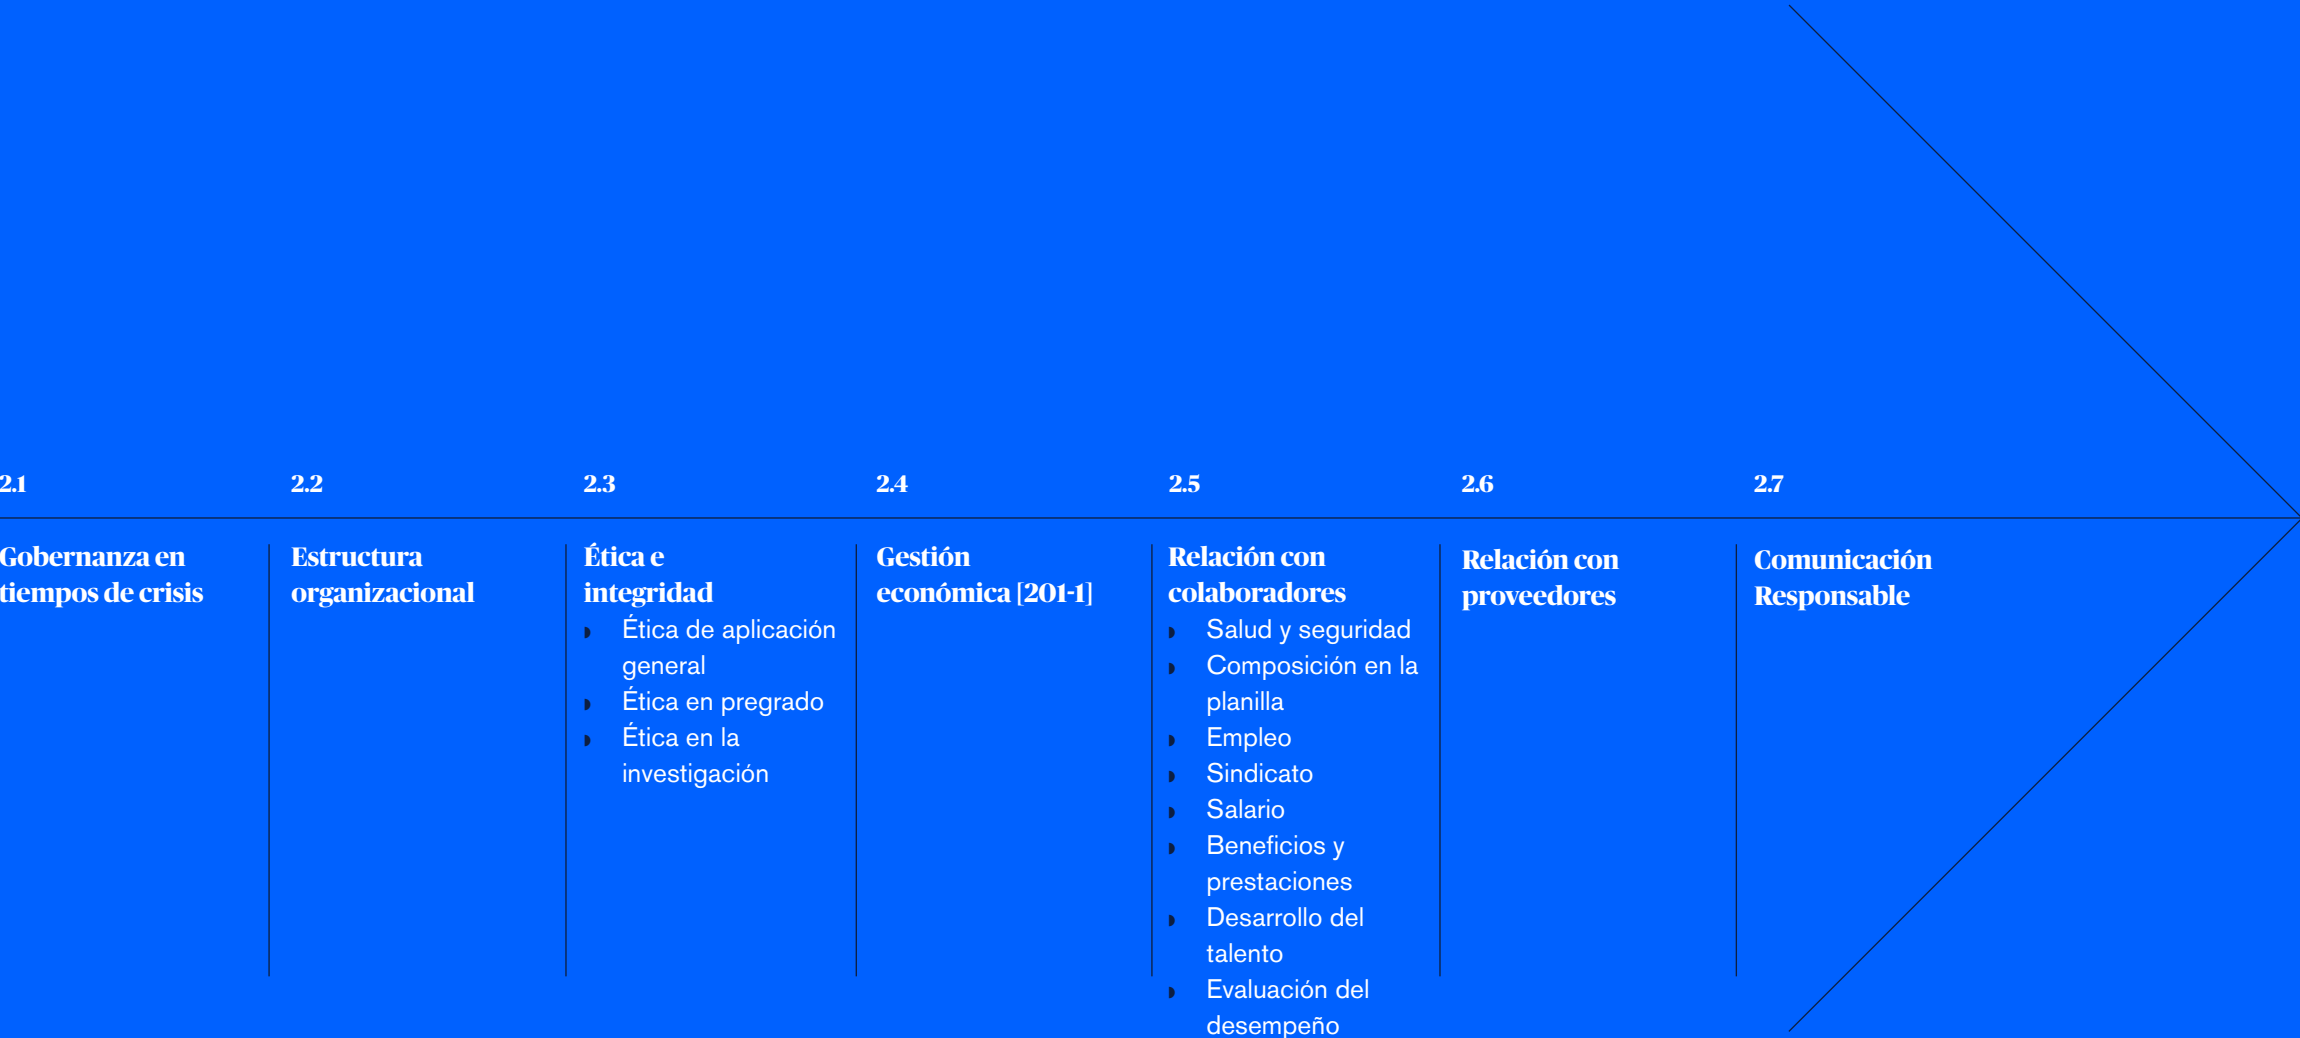 2.1
Gobernanza en
tiempos de crisis
2.2
Estructura
organizacional
2.3
Ética e
integridad
Ética de aplicación
general
Ética en pregrado
Ética en la
investigación
2.4
Gestión
económica [201-1]
2.5
Relación con
colaboradores
Salud y seguridad
Composición en la
planilla
Empleo
Sindicato
Salario
Beneficios y
prestaciones
Desarrollo del
talento
Evaluación del
desempeño
2.6
Relación con
proveedores
2.7
Comunicación
Responsable